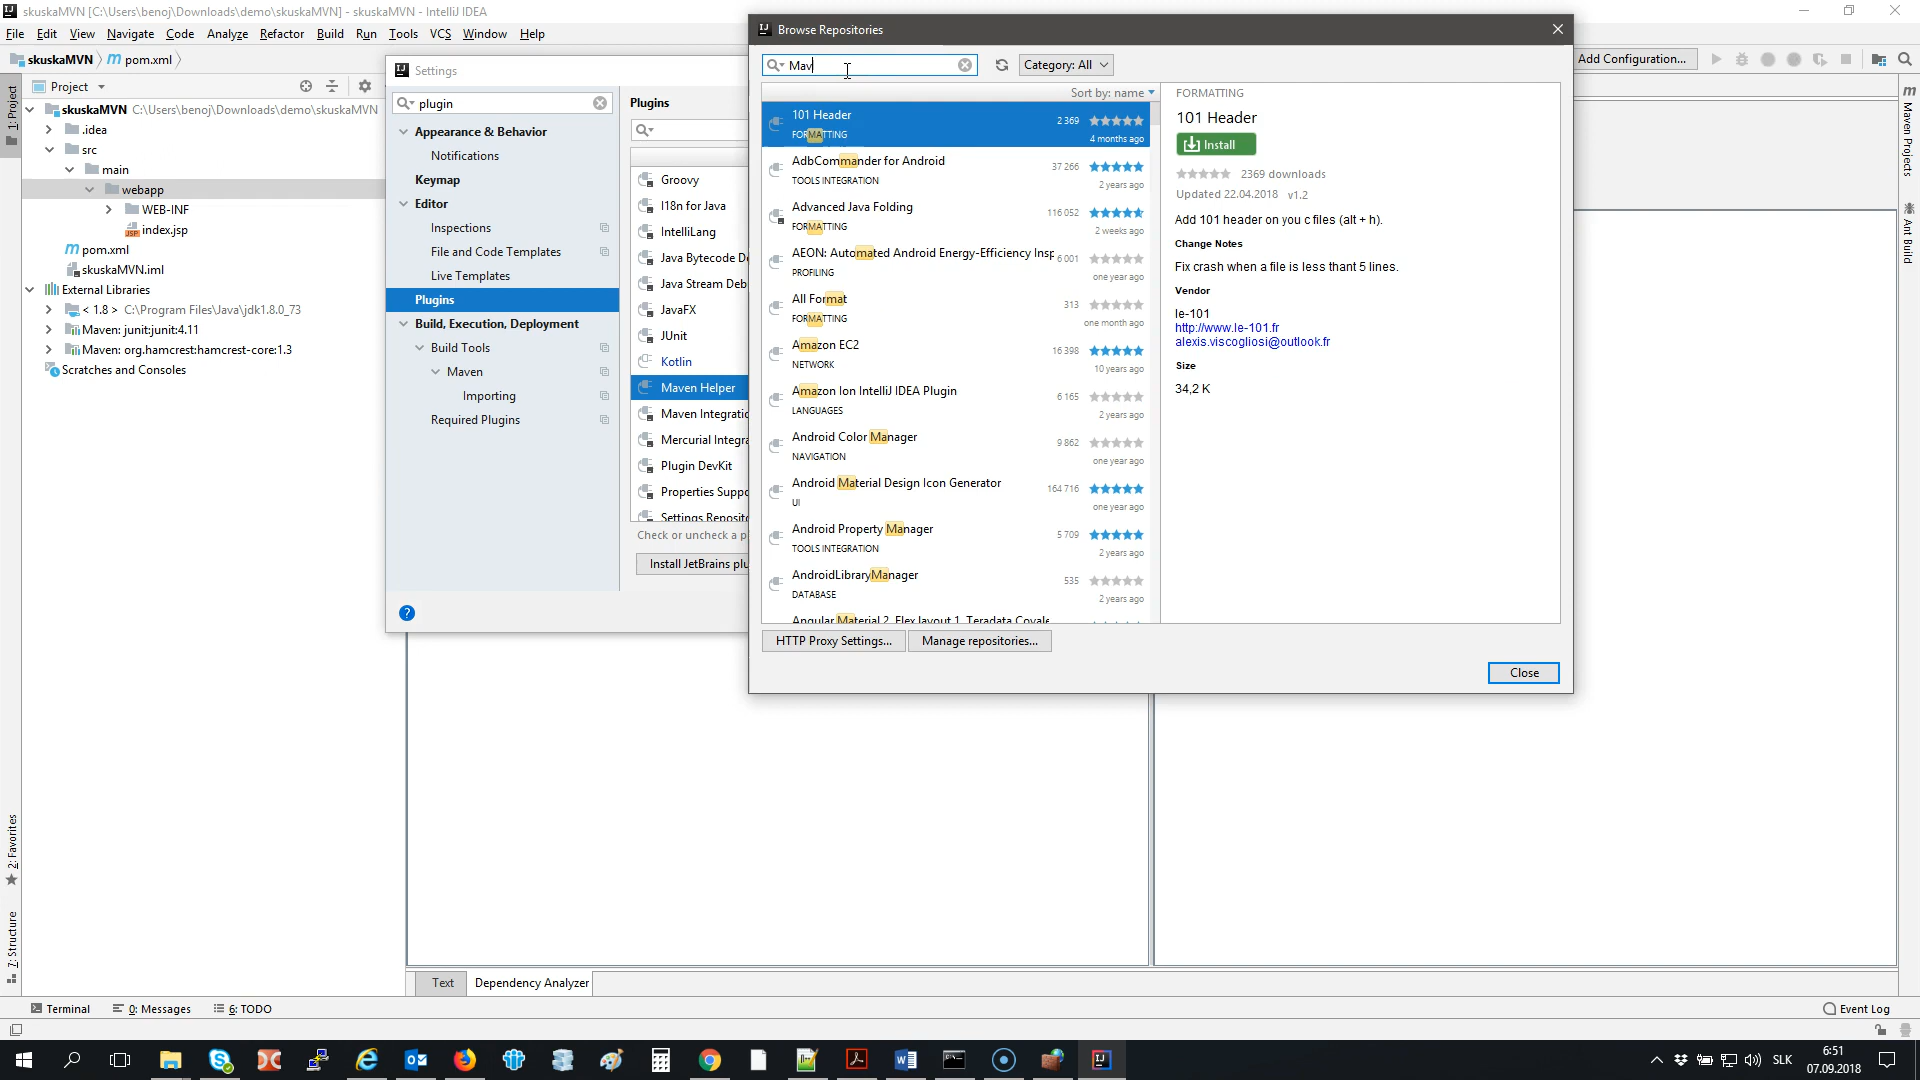 skuskaMVN [C:\Users\benoj\Downloads\demo\skuskaMVN] - skuskaMVN - IntelliJ IDEA
File Edit View Navigate Code Analyze Refactor Build Run Tools VCS Window Help
skuskaMVN pom.xml
Add Configuration...
Project
1: Project
skuskaMVN C:\Users\benoj\Downloads\demo\skuskaMVN
.idea
src
main
webapp
WEB-INF
index.jsp
pom.xml
skuskaMVN.iml
External Libraries
< 1.8 > C:\Program Files\Java\jdk1.8.0_73
Maven: junit:junit:4.11
Maven: org.hamcrest:hamcrest-core:1.3
Scratches and Consoles
2: Favorites
7: Structure
Settings
plugin
Appearance & Behavior
Notifications
Keymap
Editor
Inspections
File and Code Templates
Live Templates
Plugins
Build, Execution, Deployment
Build Tools
Maven
Importing
Required Plugins
Plugins
Groovy
I18n for Java
IntelliLang
Java Bytecode De
Java Stream Deb
JavaFX
JUnit
Kotlin
Maven Helper
Maven Integratio
Mercurial Integra
Plugin DevKit
Properties Suppo
Settings Reposito
Check or uncheck a p
Install JetBrains plu
Browse Repositories
Mav
Category: All
Sort by: name
101 Header 2 369
FORMATTING 4 months ago
AdbCommander for Android 37 266
TOOLS INTEGRATION 2 years ago
Advanced Java Folding 116 052
FORMATTING 2 weeks ago
AEON: Automated Android Energy-Efficiency Insp 6 001
PROFILING one year ago
All Format 313
FORMATTING one month ago
Amazon EC2 16 398
NETWORK 10 years ago
Amazon Ion IntelliJ IDEA Plugin 6 165
LANGUAGES 2 years ago
Android Color Manager 9 862
NAVIGATION one year ago
Android Material Design Icon Generator 164 716
UI one year ago
Android Property Manager 5 709
TOOLS INTEGRATION 2 years ago
AndroidLibraryManager 535
DATABASE 2 years ago
Angular Material 2, Flex layout 1, Teradata Covale
FORMATTING
101 Header
Install
2369 downloads
Updated 22.04.2018 v1.2
Add 101 header on you c files (alt + h).
Change Notes
Fix crash when a file is less thant 5 lines.
Vendor
le-101
http://www.le-101.fr
alexis.viscogliosi@outlook.fr
Size
34,2 K
HTTP Proxy Settings... Manage repositories...
Close
Maven Projects
Ant Build
Text Dependency Analyzer
Terminal 0: Messages 6: TODO
Event Log
SLK
6:51
07.09.2018